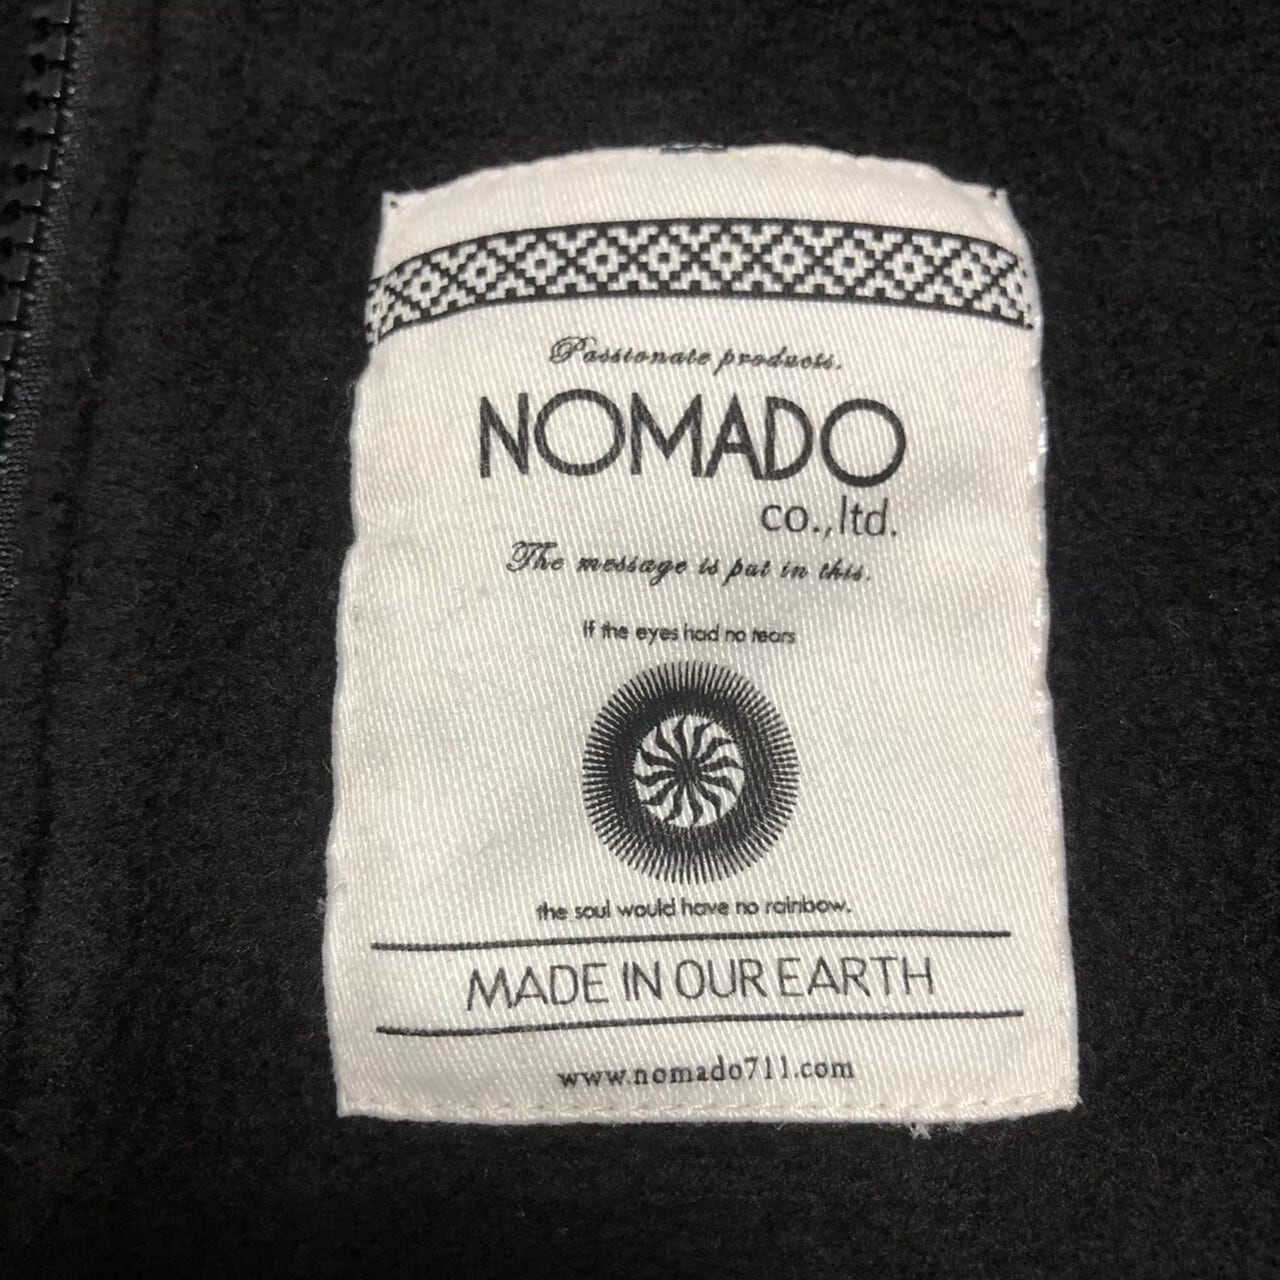 Passionate products.
NOMADO
co.,ltd.
The message is put in this.
If the eyes had no tears
the soul would have no rainbow.
MADE IN OUR EARTH
www.nomado711.com